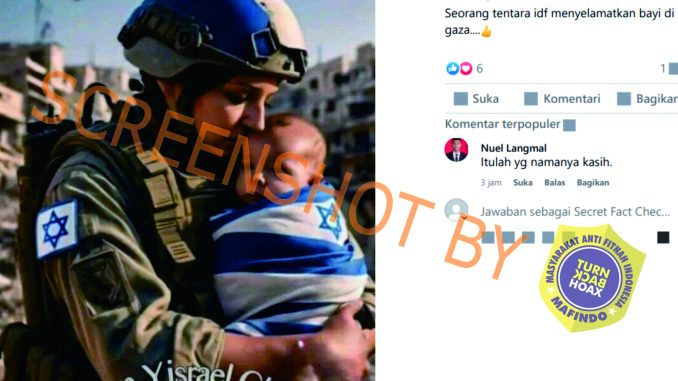 Seorang tentara idf menyelamatkan bayi di
gaza....👍
6
1
Suka
Komentari
Bagikan
Komentar terpopuler
Nuel Langmal
Itulah yg namanya kasih.
3 jam
Suka
Balas
Bagikan
Jawaban sebagai Secret Fact Chec...
SCREENSHOT BY
MASYARAKAT ANTI FITNAH INDONESIA
TURN
BACK
HOAX
MAFINDO
Yisrael